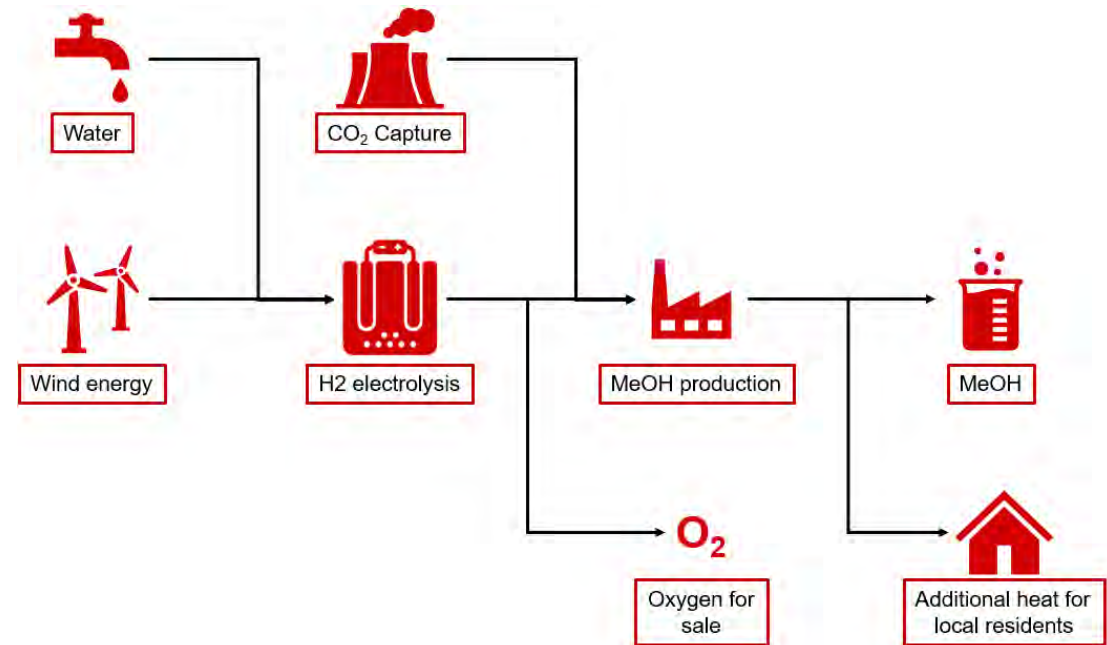 Water
CO₂ Capture
Wind energy
H2 electrolysis
MeOH production
MeOH
O₂
Oxygen for
sale
Additional heat for
local residents